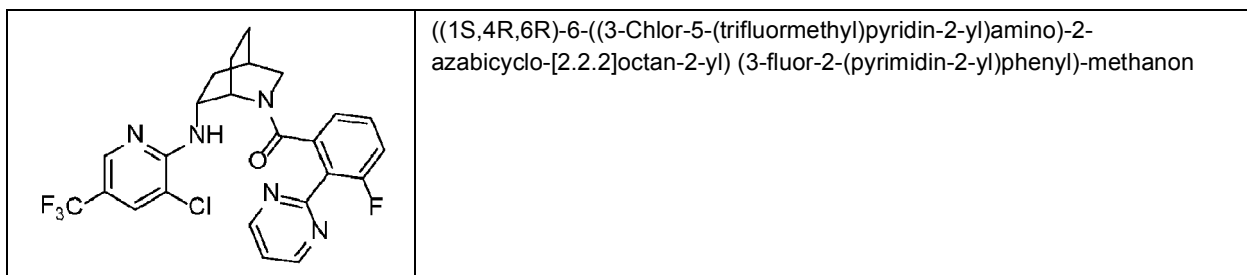 ((1S,4R,6R)-6-((3-Chlor-5-(trifluormethyl)pyridin-2-yl)amino)-2-
azabicyclo-[2.2.2]octan-2-yl) (3-fluor-2-(pyrimidin-2-yl)phenyl)-methanon
N
N
NH
O
F₃C
Cl
N
F
N